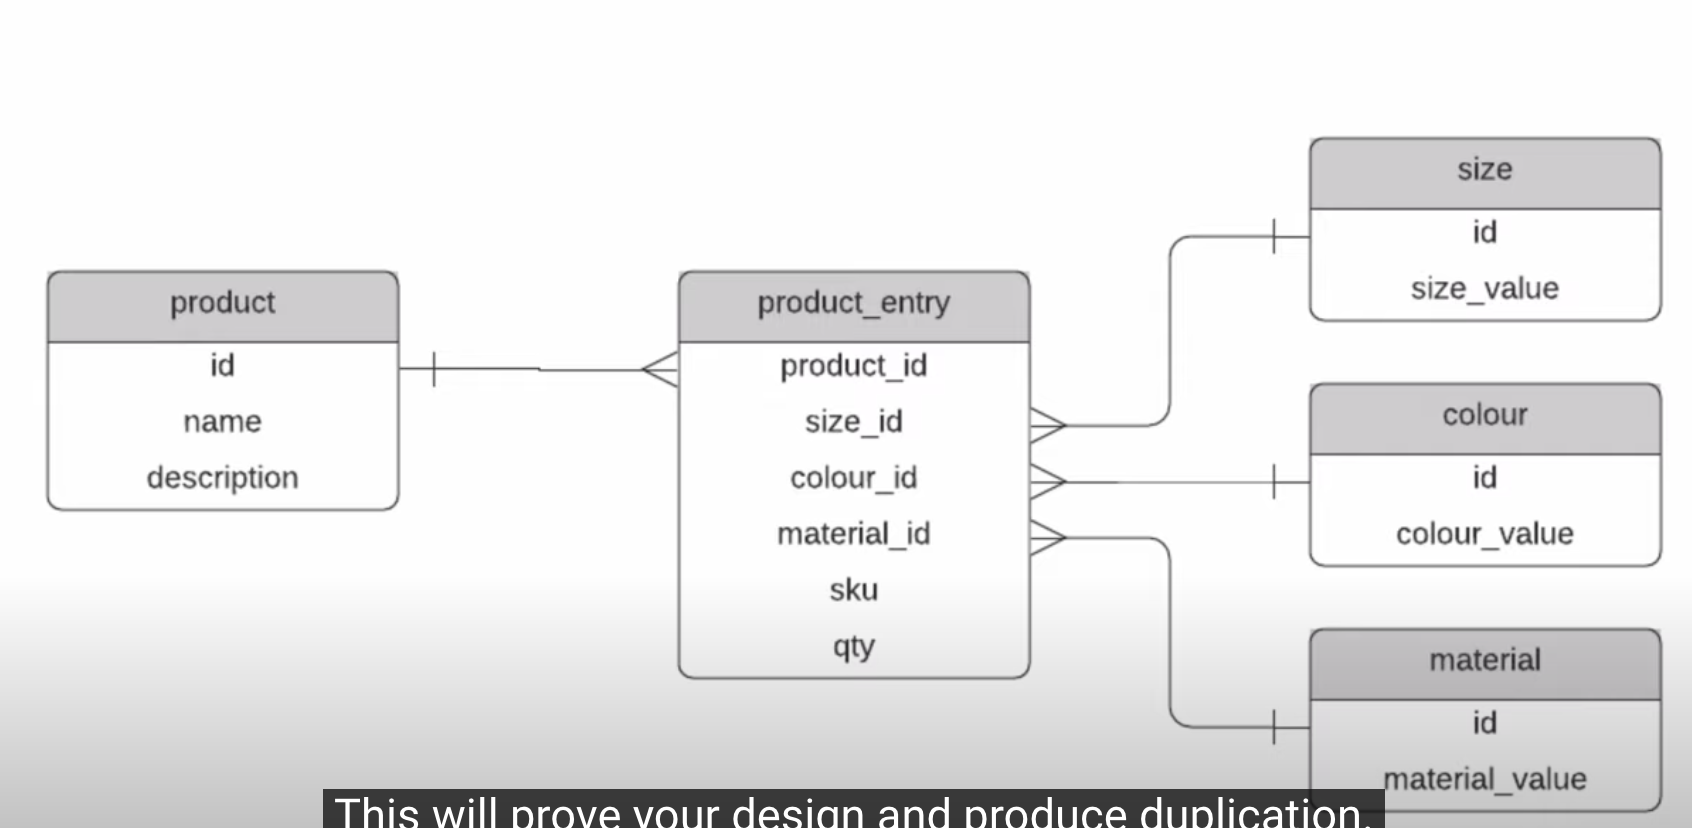 product
id
name
description
product_entry
product_id
size_id
colour_id
material_id
sku
qty
size
id
size_value
colour
id
colour_value
material
id
material_value
This will prove your design and produce duplication.